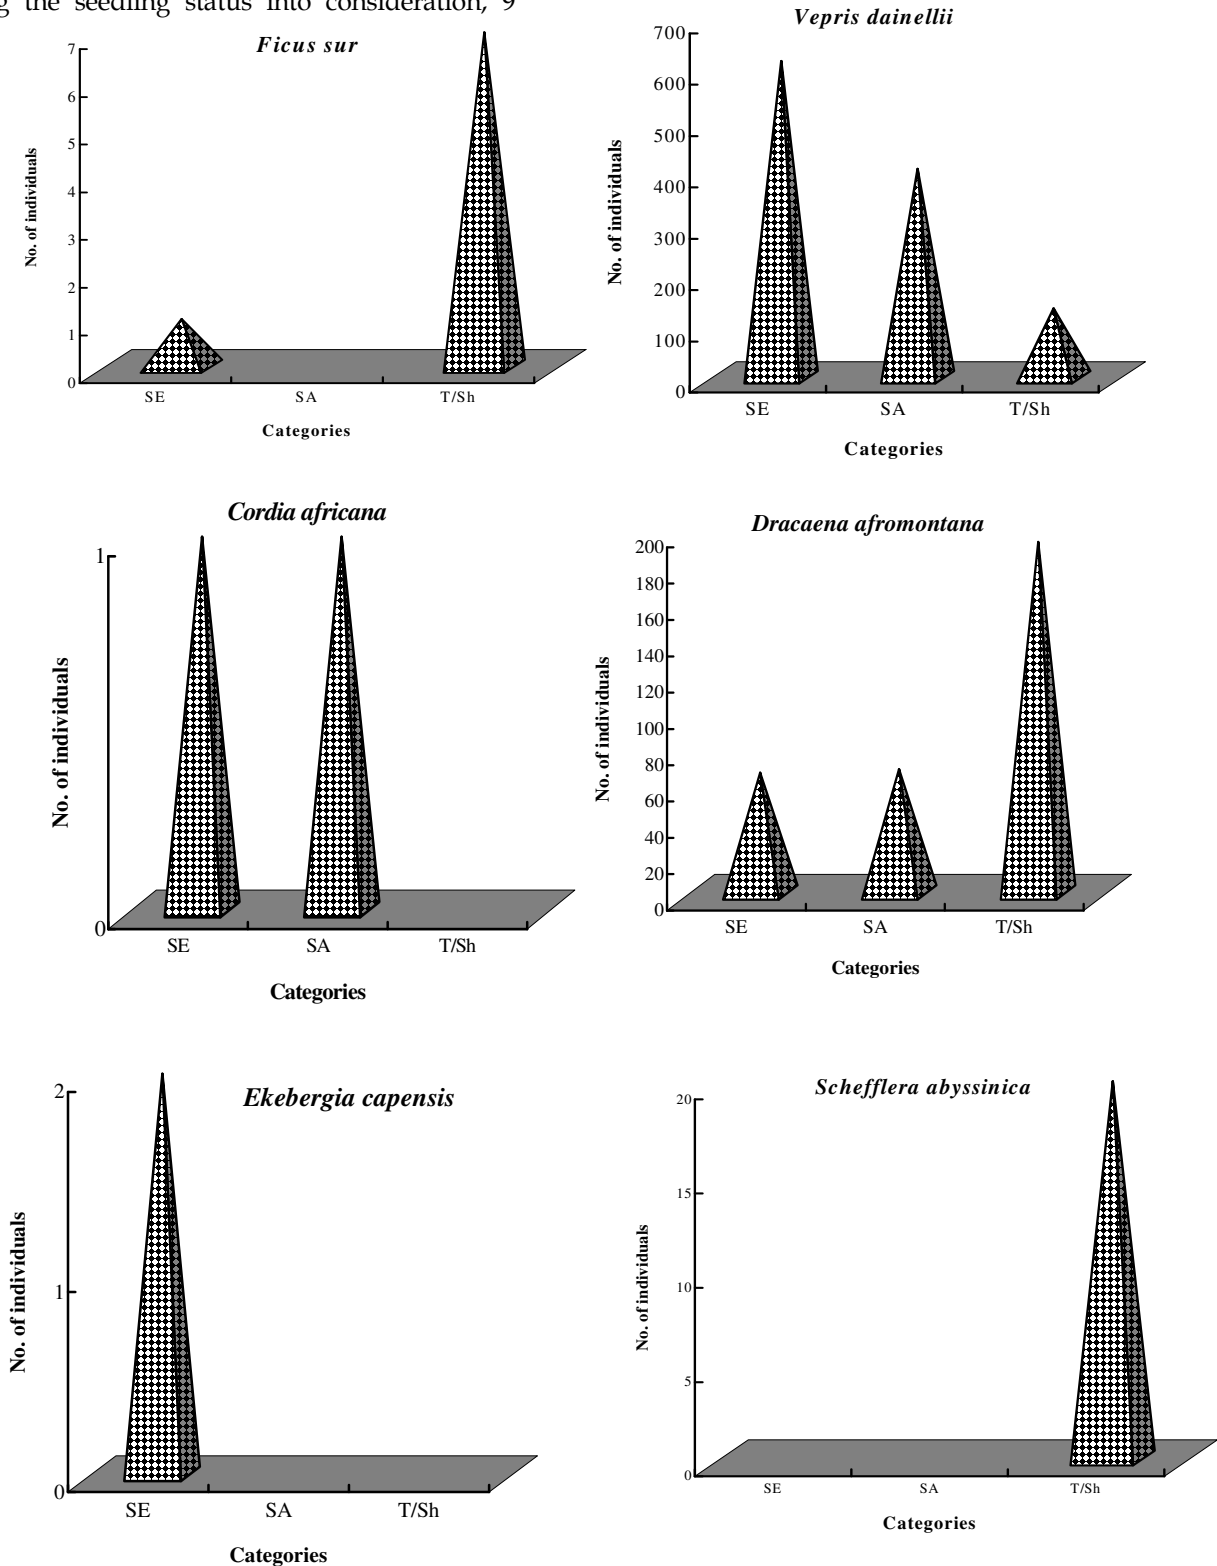 g the seedling status into consideration, 9
Ficus sur
7
6
5
4
3
2
1
0
No. of individuals
SE SA T/Sh
Categories
Vepris dainellii
700
600
500
400
300
200
100
0
No. of individuals
SE SA T/Sh
Categories
Cordia africana
1
0
No. of individuals
SE SA T/Sh
Categories
Dracaena afromontana
200
180
160
140
120
100
80
60
40
20
0
No. of individuals
SE SA T/Sh
Categories
Ekebergia capensis
2
1
0
No. of individuals
SE SA T/Sh
Categories
Schefflera abyssinica
20
15
10
5
0
No. of individuals
SE SA T/Sh
Categories